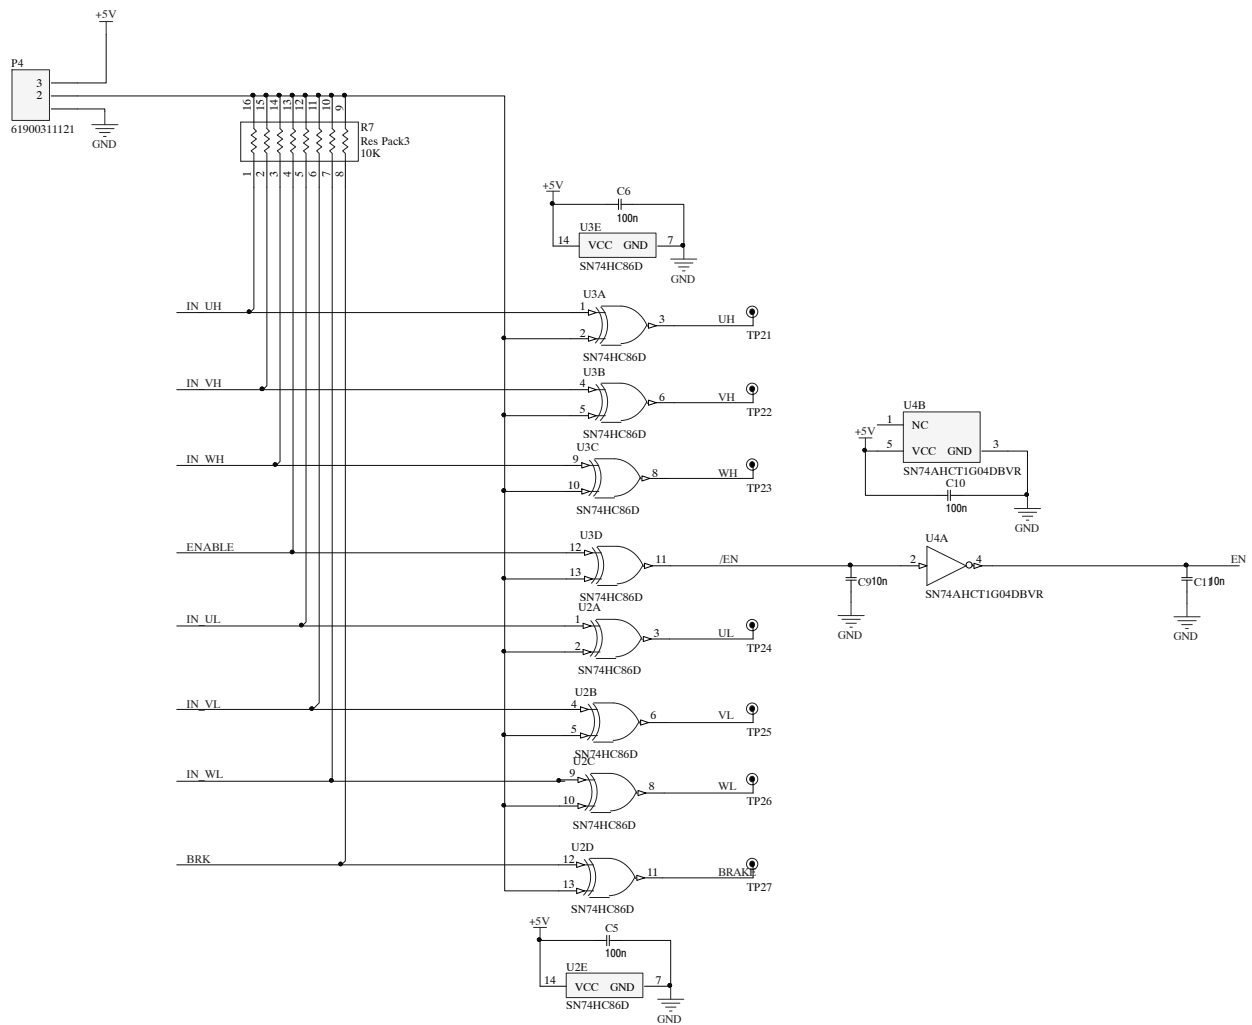 +5V
P4
3
2
61900311121
GND
16
15
14
13
12
11
10
9
R7
Res Pack3
10K
1
2
3
4
5
6
7
8
+5V
C6
100n
U3E
14
VCC GND
7
SN74HC86D
GND
IN_UH
1
U3A
3
UH
2
TP21
SN74HC86D
IN_VH
4
U3B
6
VH
5
TP22
SN74HC86D
IN_WH
9
U3C
8
WH
10
TP23
SN74HC86D
U4B
1
NC
+5V
5
VCC GND
3
SN74AHCT1G04DBVR
C10
100n
GND
ENABLE
12
U3D
11
/EN
13
SN74HC86D
C9
10n
GND
U4A
2
4
SN74AHCT1G04DBVR
EN
C11
10n
GND
IN_UL
1
U2A
3
UL
2
TP24
SN74HC86D
IN_VL
4
U2B
6
VL
5
TP25
SN74HC86D
IN_WL
9
U2C
8
WL
10
TP26
SN74HC86D
BRK
12
U2D
11
BRAKE
13
TP27
SN74HC86D
+5V
C5
100n
U2E
14
VCC GND
7
SN74HC86D
GND